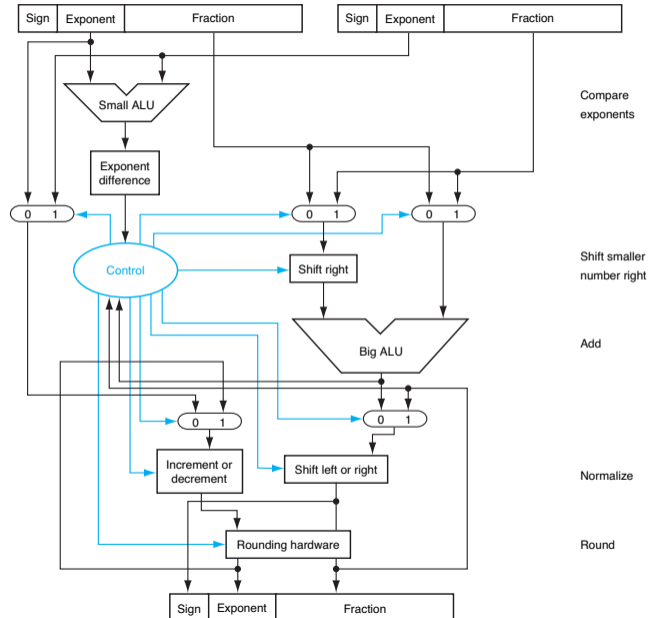 Sign Exponent Fraction Sign Exponent Fraction
Small ALU
Compare
exponents
Exponent
difference
0 1 0 1 0 1
Control
Shift right
Shift smaller
number right
Big ALU
Add
0 1 0 1
Increment or
decrement
Shift left or right
Normalize
Rounding hardware
Round
Sign Exponent Fraction